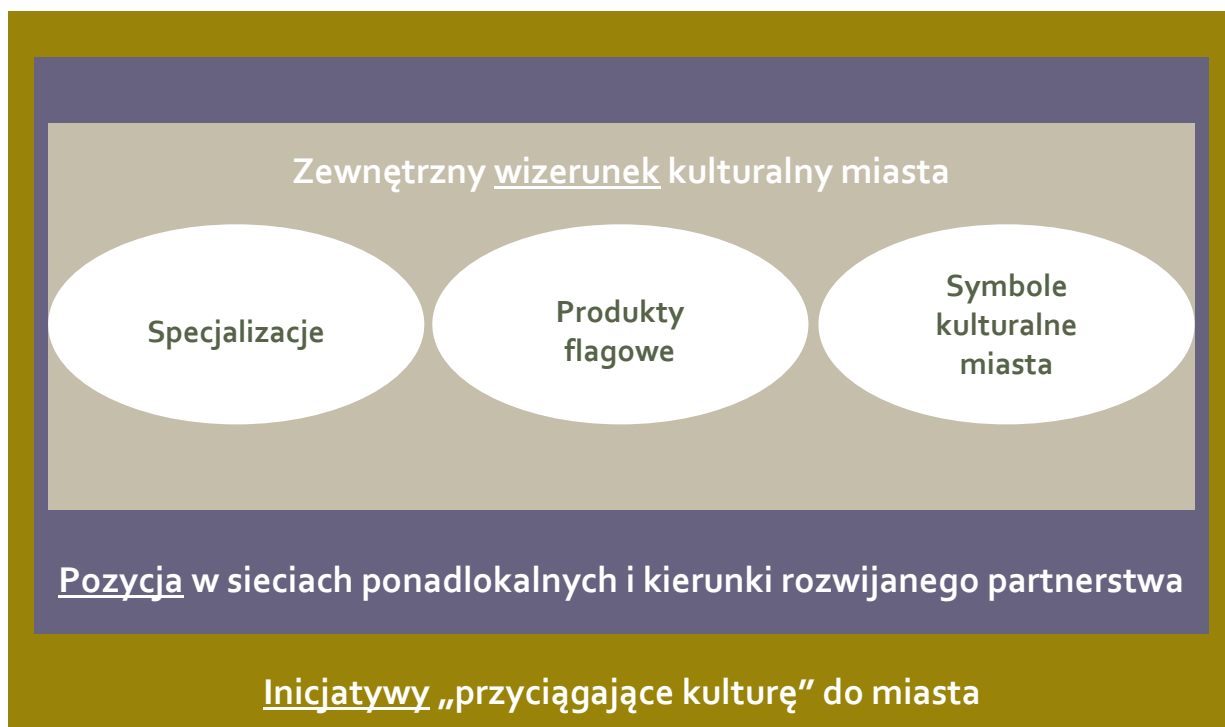 Zewnętrzny wizerunek kulturalny miasta
Specjalizacje
Produkty
flagowe
Symbole
kulturalne
miasta
Pozycja w sieciach ponadlokalnych i kierunki rozwijanego partnerstwa
Inicjatywy „przyciągające kulturę” do miasta